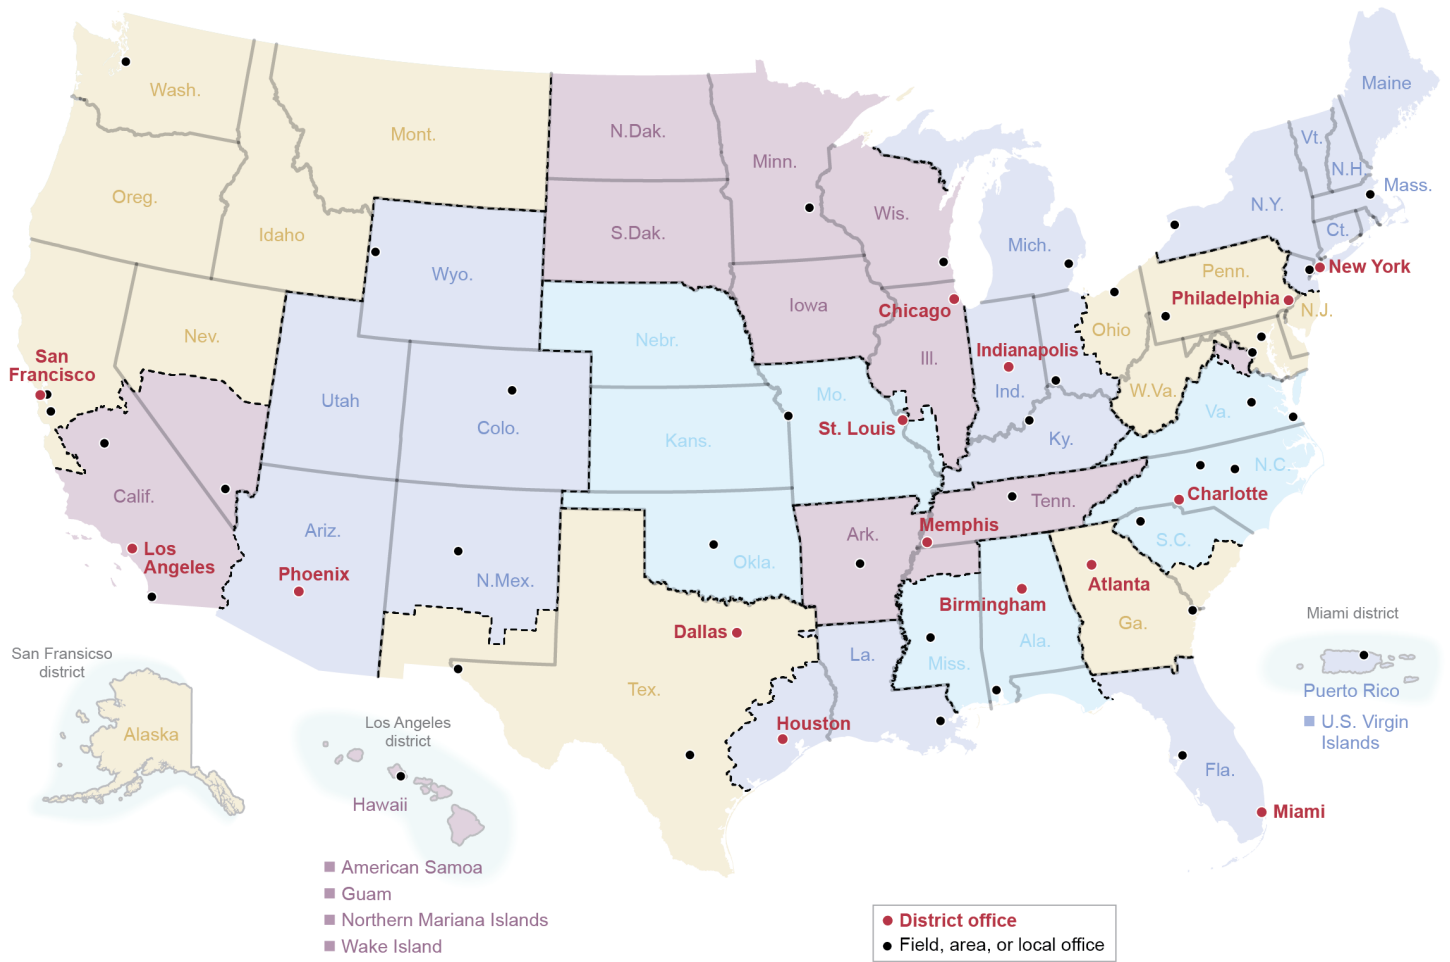 Wash.
Mont.
N.Dak.
Minn.
Maine
Vt.
N.H.
Oreg.
Idaho
S.Dak.
Wis.
Mich.
N.Y.
Mass.
Ct.
Wyo.
Iowa
Penn.
New York
Philadelphia
N.J.
Nev.
Nebr.
Chicago
Ill.
Indianapolis
Ind.
Ohio
W.Va.
San
Francisco
Utah
Colo.
Kans.
Mo.
St. Louis
Ky.
Va.
Calif.
Ariz.
N.Mex.
Okla.
Ark.
Tenn.
Memphis
N.C.
Charlotte
S.C.
Los
Angeles
Phoenix
Dallas
Tex.
La.
Miss.
Birmingham
Ala.
Atlanta
Ga.
Houston
Fla.
Miami
San Fransicso
district
Alaska
Los Angeles
district
Hawaii
American Samoa
Guam
Northern Mariana Islands
Wake Island
Miami district
Puerto Rico
U.S. Virgin
Islands
District office
Field, area, or local office